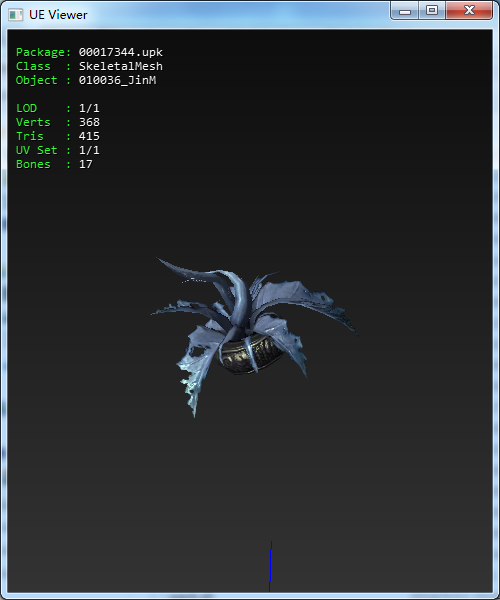 UE Viewer
Package: 00017344.upk
Class : SkeletalMesh
Object : 010036_JinM
LOD : 1/1
Verts : 368
Tris : 415
UV Set : 1/1
Bones : 17